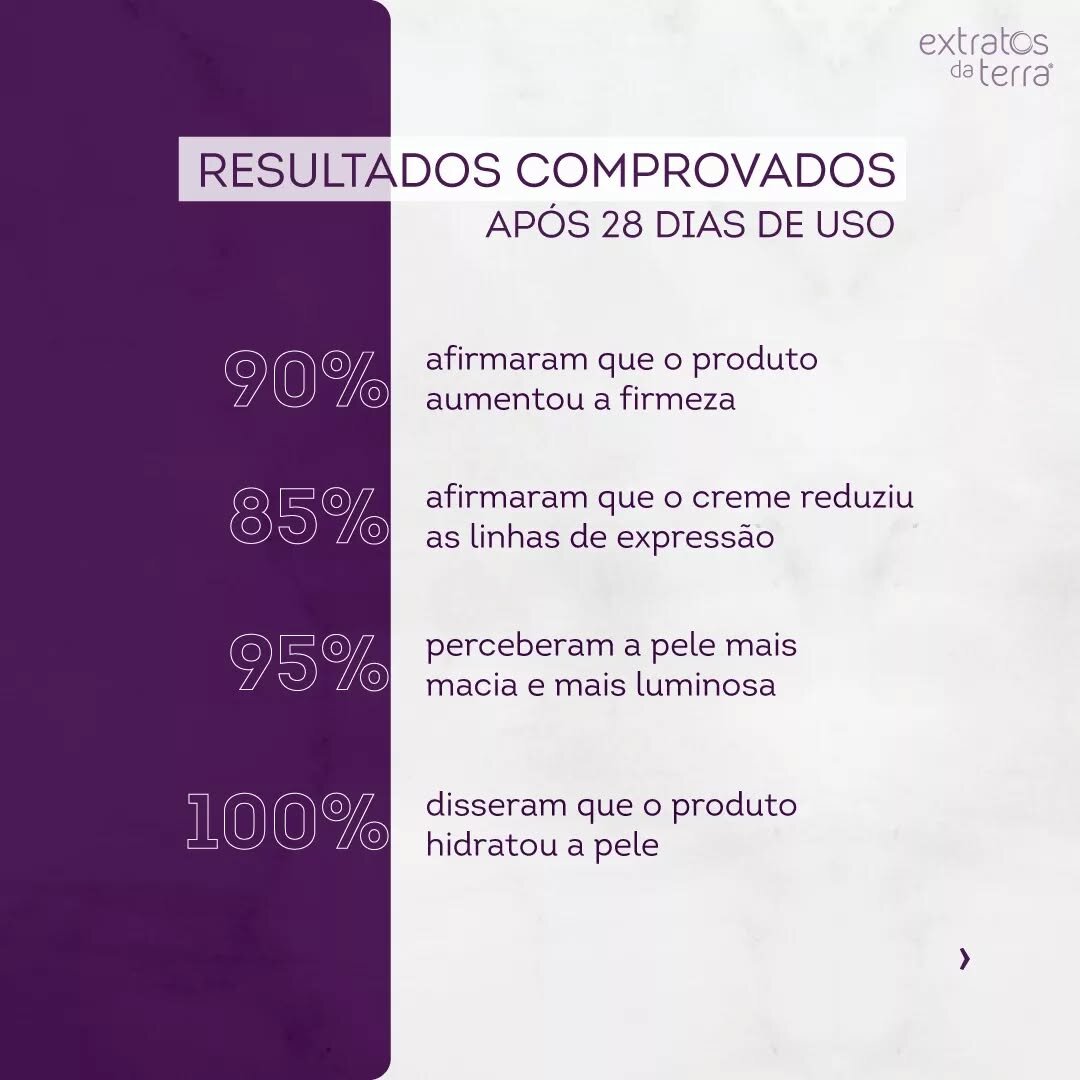 extratos
da terra®
RESULTADOS COMPROVADOS
APÓS 28 DIAS DE USO
90%
afirmaram que o produto
aumentou a firmeza
85%
afirmaram que o creme reduziu
as linhas de expressão
95%
perceberam a pele mais
macia e mais luminosa
100%
disseram que o produto
hidratou a pele
›